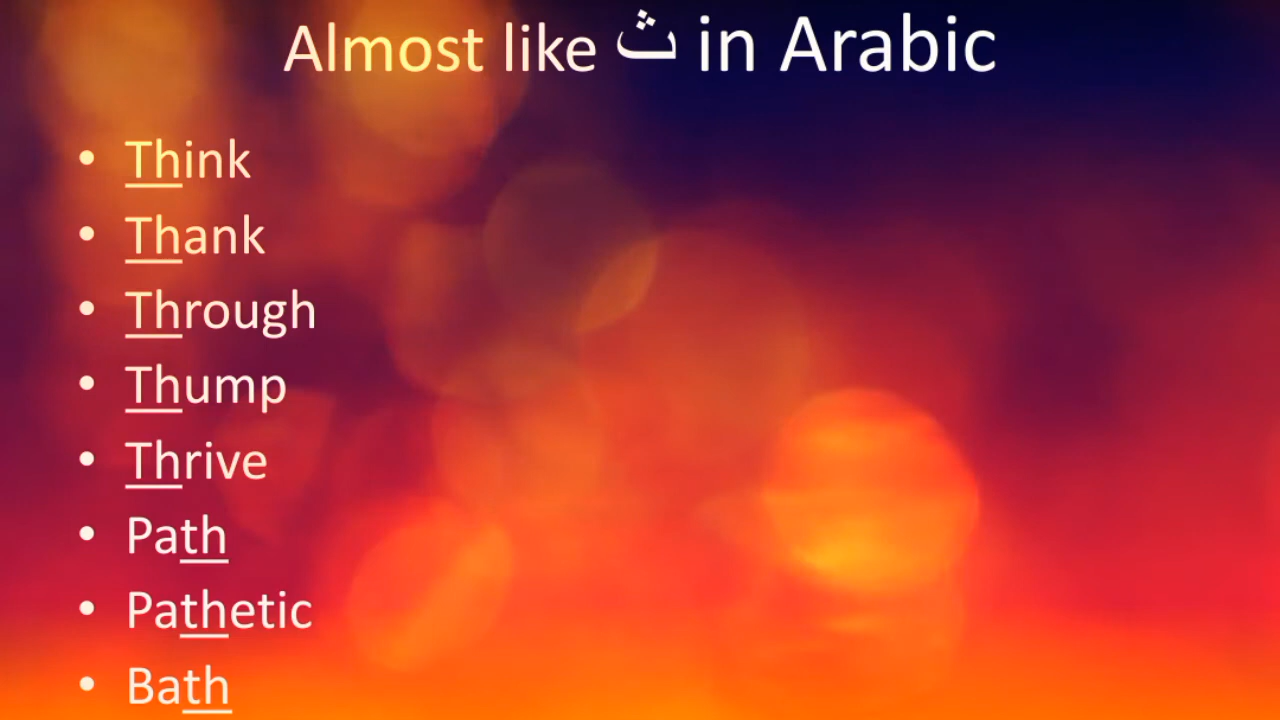 Almost like ث in Arabic
• Think
• Thank
• Through
• Thump
• Thrive
• Path
• Pathetic
• Bath